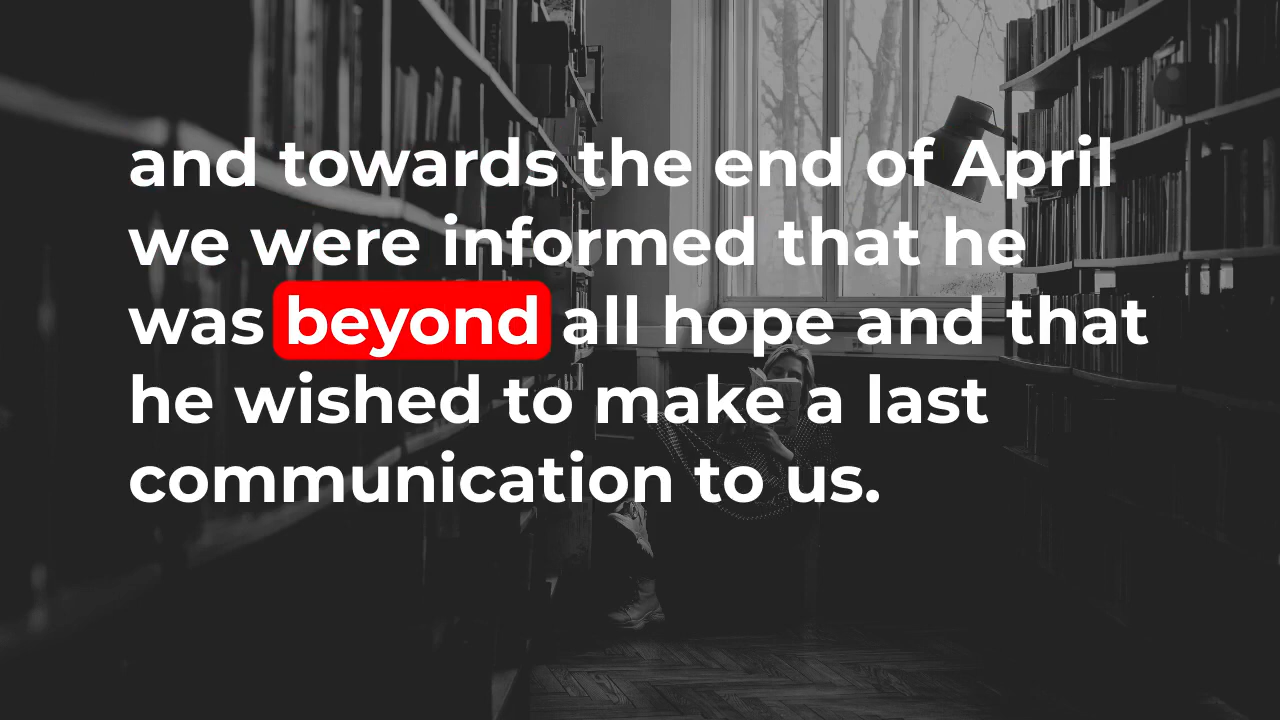 and towards the end of April
we were informed that he
was beyond all hope and that
he wished to make a last
communication to us.